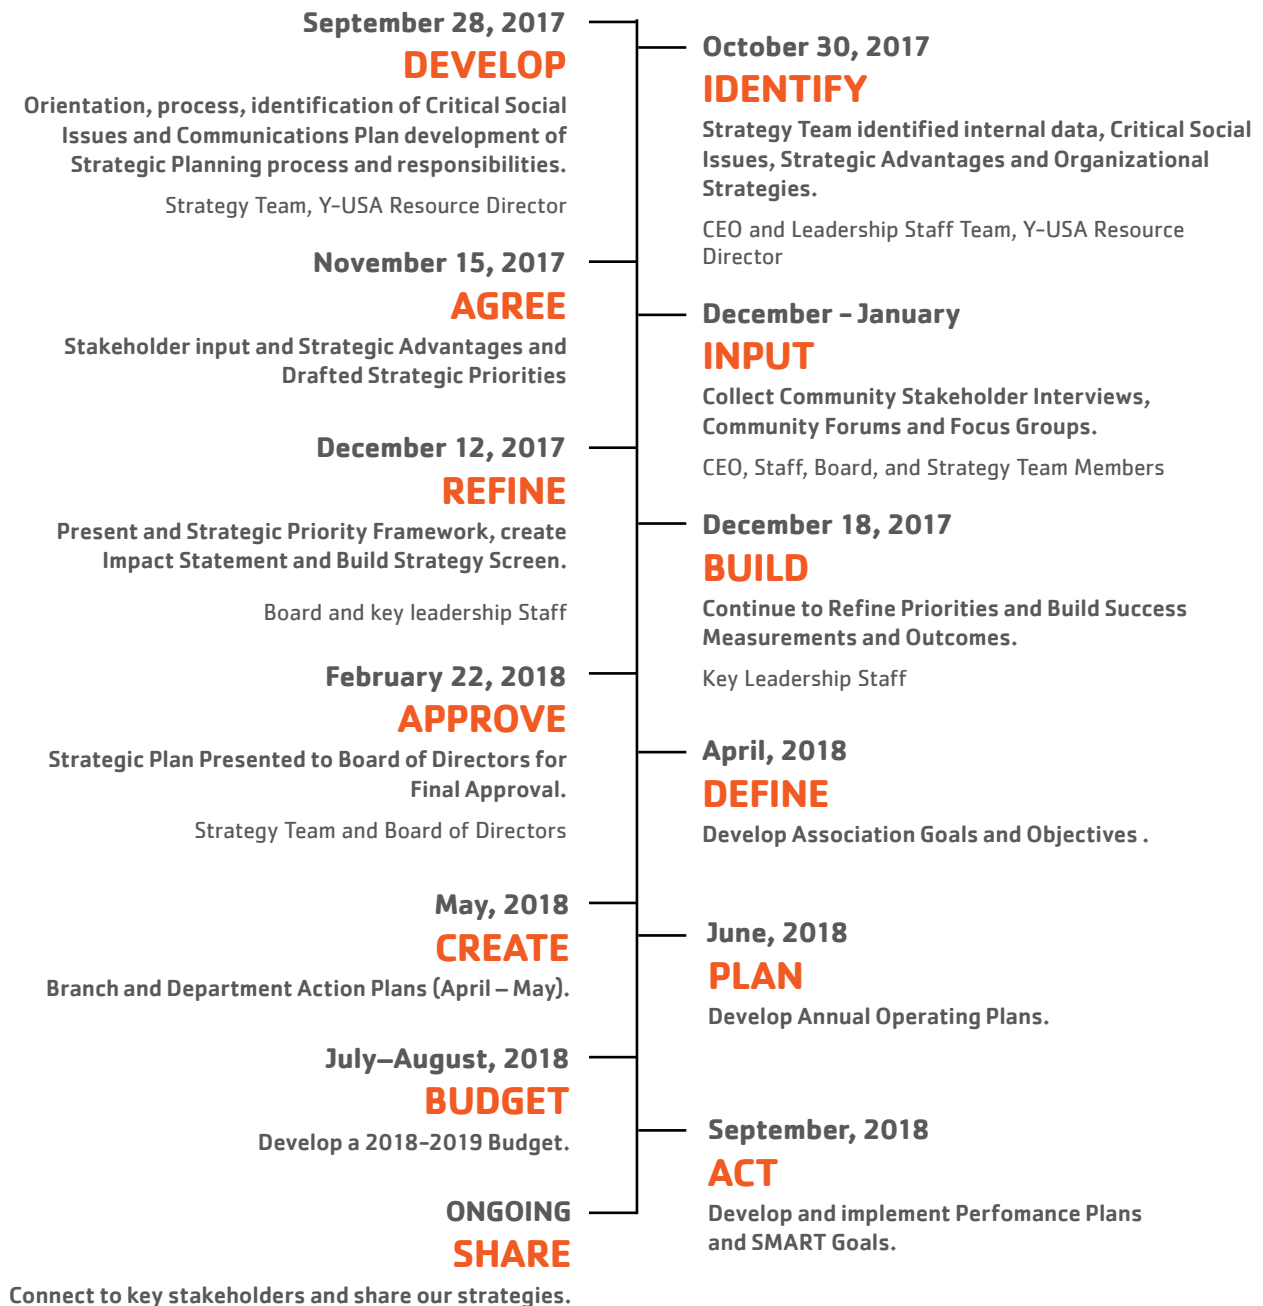 September 28, 2017
DEVELOP
Orientation, process, identification of Critical Social
Issues and Communications Plan development of
Strategic Planning process and responsibilities.
Strategy Team, Y-USA Resource Director
October 30, 2017
IDENTIFY
Strategy Team identified internal data, Critical Social
Issues, Strategic Advantages and Organizational
Strategies.
CEO and Leadership Staff Team, Y-USA Resource
Director
November 15, 2017
AGREE
Stakeholder input and Strategic Advantages and
Drafted Strategic Priorities
December - January
INPUT
Collect Community Stakeholder Interviews,
Community Forums and Focus Groups.
CEO, Staff, Board, and Strategy Team Members
December 12, 2017
REFINE
Present and Strategic Priority Framework, create
Impact Statement and Build Strategy Screen.
Board and key leadership Staff
December 18, 2017
BUILD
Continue to Refine Priorities and Build Success
Measurements and Outcomes.
Key Leadership Staff
February 22, 2018
APPROVE
Strategic Plan Presented to Board of Directors for
Final Approval.
Strategy Team and Board of Directors
April, 2018
DEFINE
Develop Association Goals and Objectives .
May, 2018
CREATE
Branch and Department Action Plans (April – May).
June, 2018
PLAN
Develop Annual Operating Plans.
July–August, 2018
BUDGET
Develop a 2018-2019 Budget.
September, 2018
ACT
Develop and implement Perfomance Plans
and SMART Goals.
ONGOING
SHARE
Connect to key stakeholders and share our strategies.